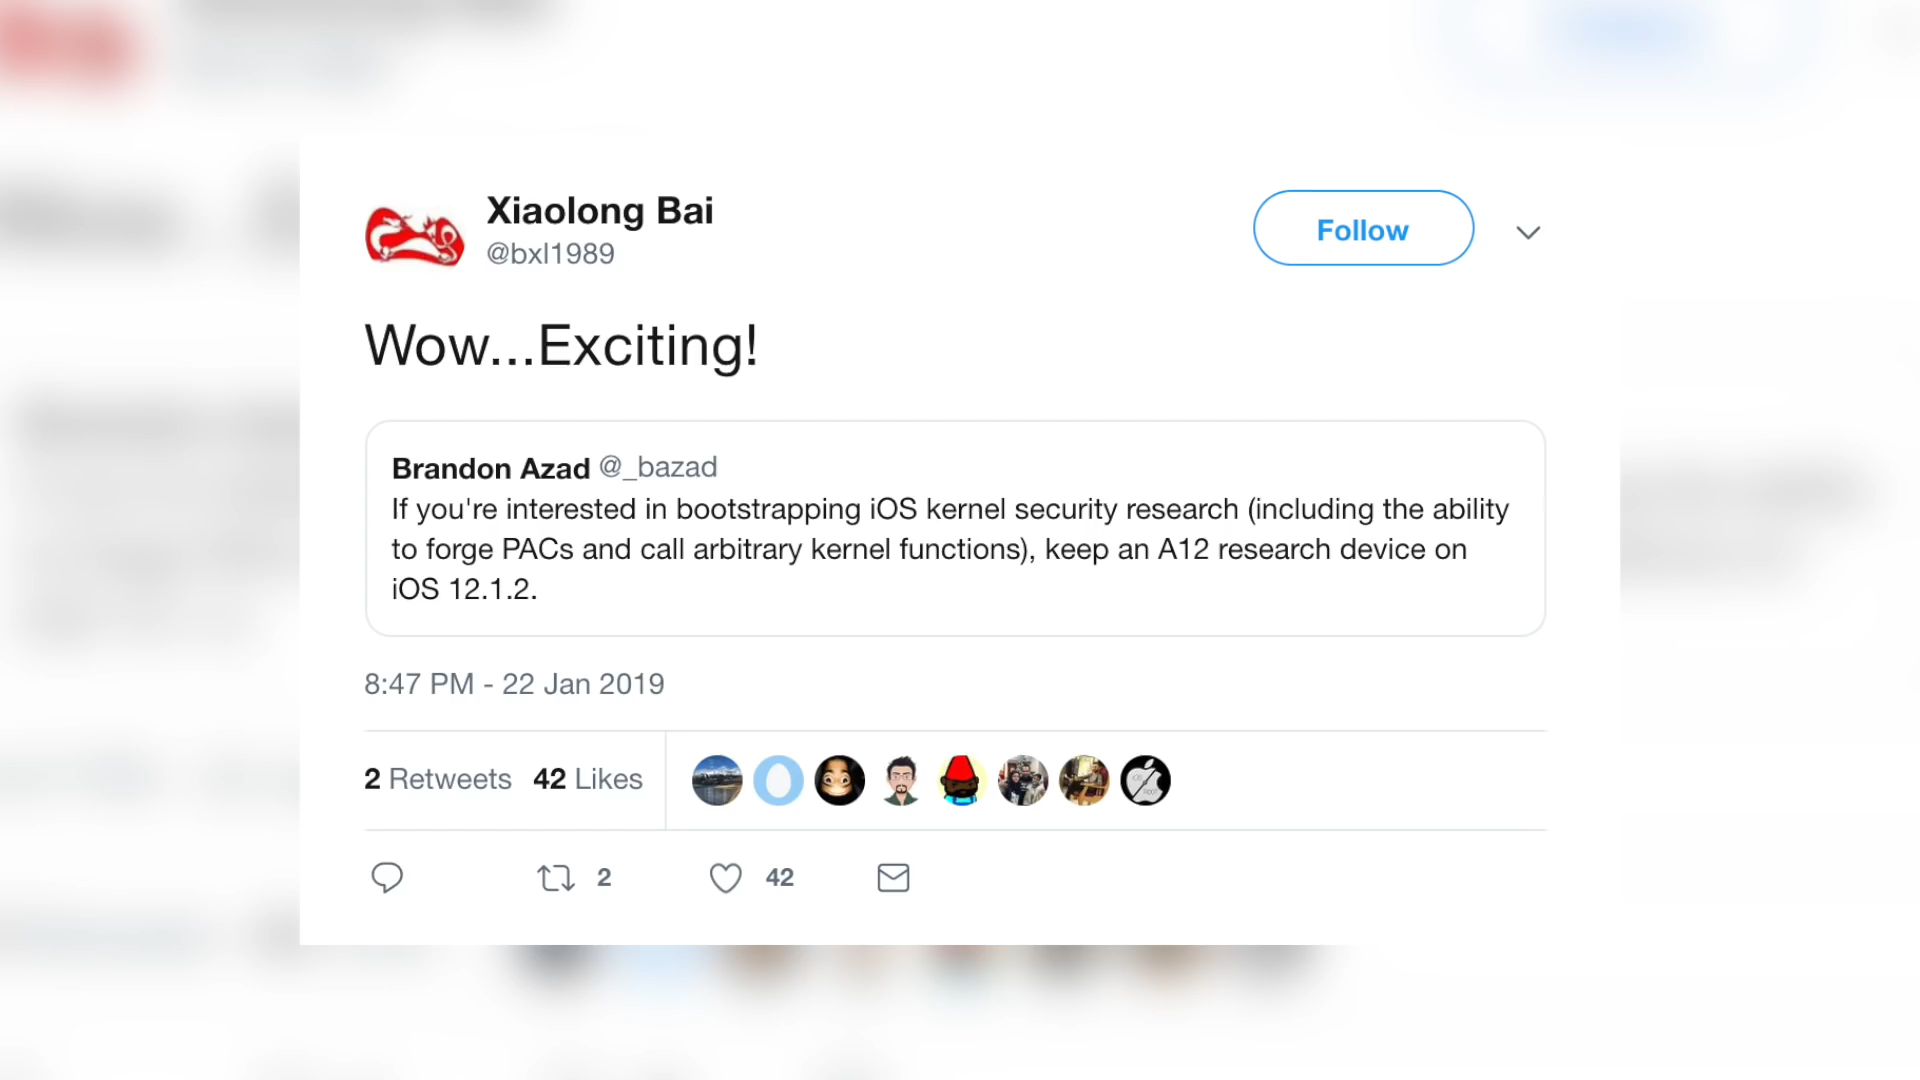 Xiaolong Bai
@bxl1989
Follow
Wow...Exciting!
Brandon Azad @_bazad
If you're interested in bootstrapping iOS kernel security research (including the ability
to forge PACs and call arbitrary kernel functions), keep an A12 research device on
iOS 12.1.2.
8:47 PM - 22 Jan 2019
2 Retweets 42 Likes
2 42